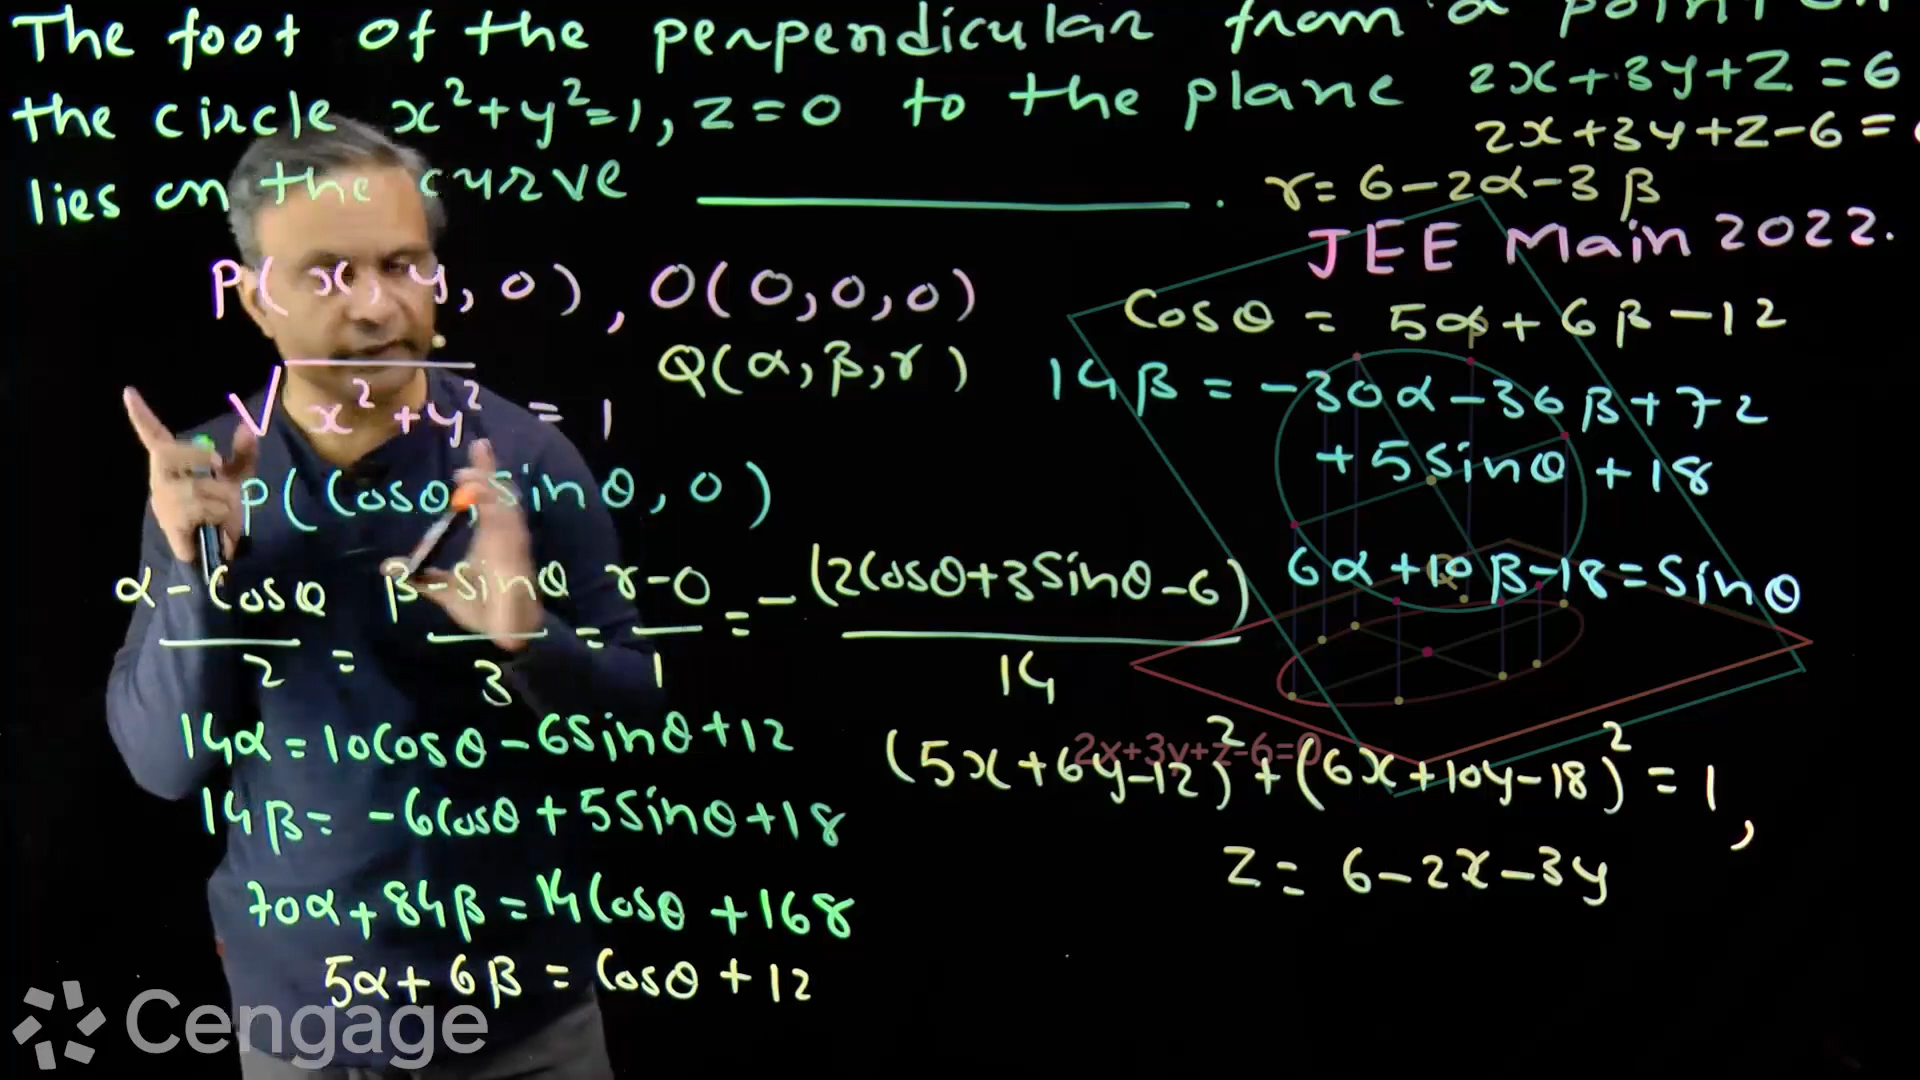 The foot of the perpendicular from a point on
the circle x²+y²=1, z=0 to the plane 2x+3y+z=6
2x+3y+z-6=
lies on the curve ________ .
γ=6-2α-3β
JEE Main 2022.
P(x,y,0), O(0,0,0)
Cosθ = 5α+6β-12
Q(α,β,γ)
14β = -30α-36β+72
√x²+y² = 1
+5sinθ+18
P(Cosθ, Sinθ, 0)
α-Cosθ/2 = β-Sinθ/3 = γ-0/1 = -(2Cosθ+3Sinθ-6)/14
6α+10β-18=Sinθ
14α=10Cosθ-6Sinθ+12
2x+3y+z-6=0
(5x+6y-12)²+(6x+10y-18)²=1,
14β= -6Cosθ+5Sinθ+18
z= 6-2x-3y
70α+84β=14Cosθ+168
5α+6β = Cosθ+12
Cengage